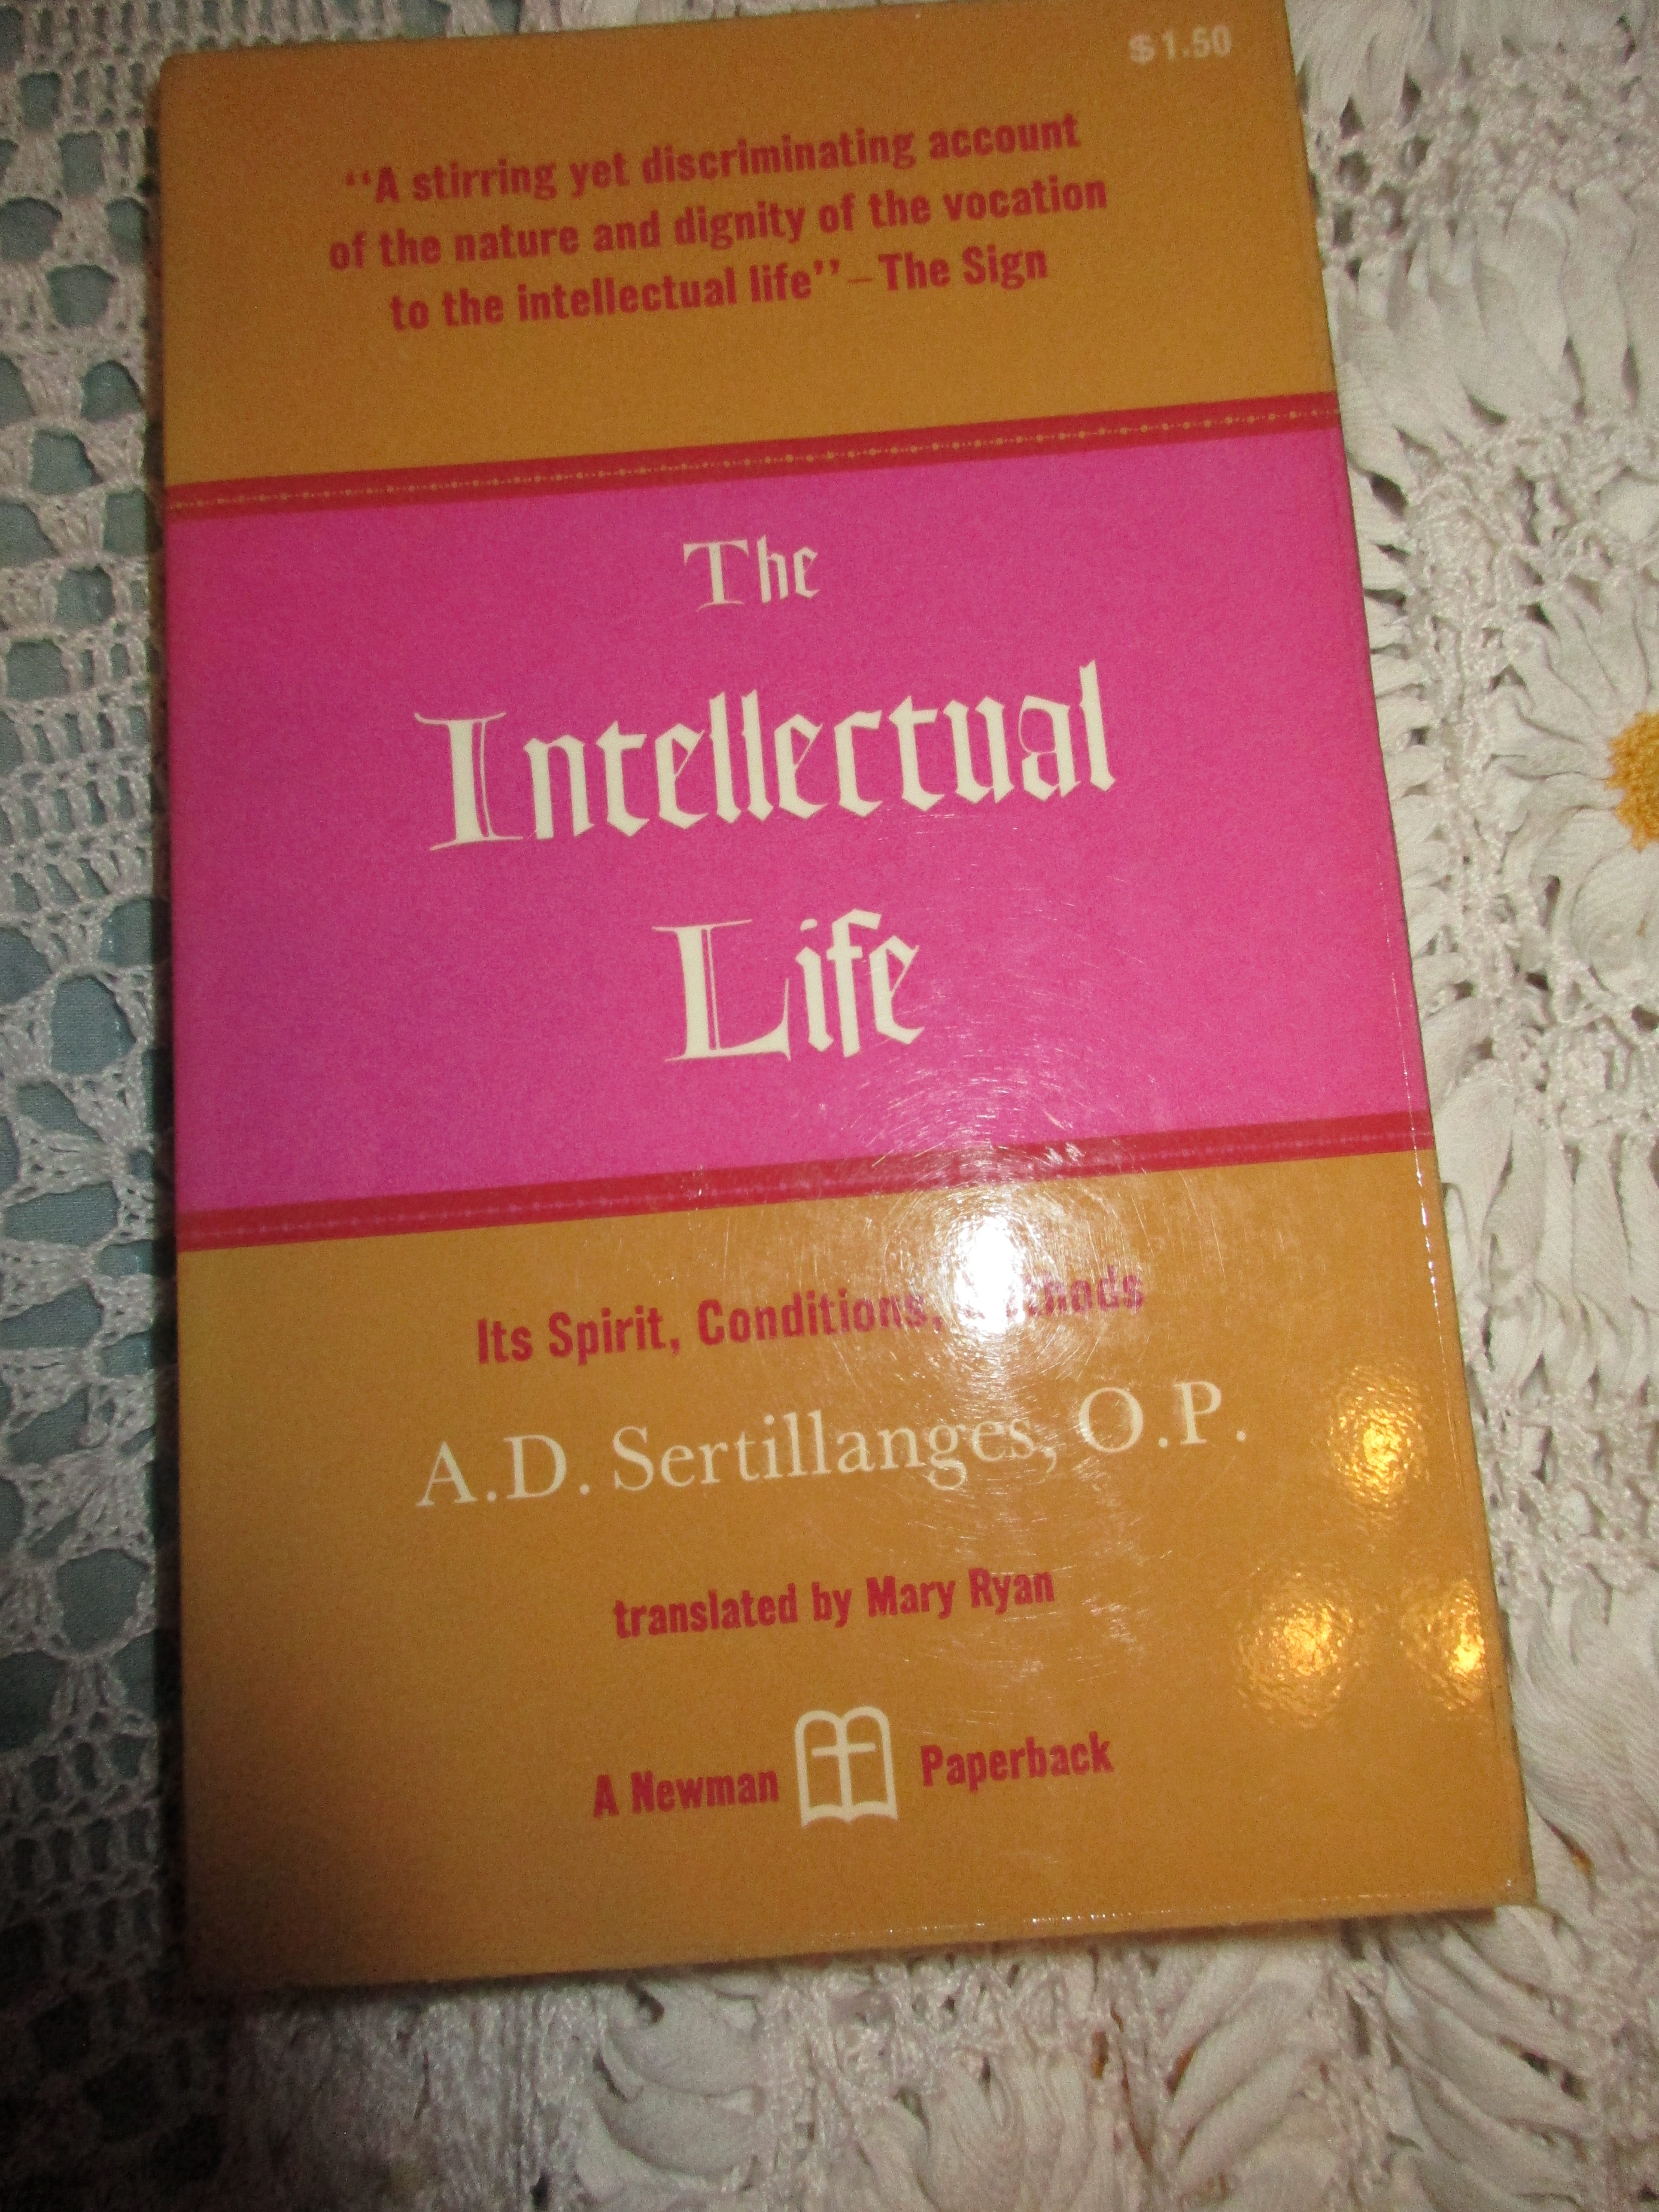 $1.50
“A stirring yet discriminating account
of the nature and dignity of the vocation
to the intellectual life”—The Sign
The
Intellectual
Life
Its Spirit, Conditions, Methods
A.D. Sertillanges, O.P.
translated by Mary Ryan
A Newman Paperback